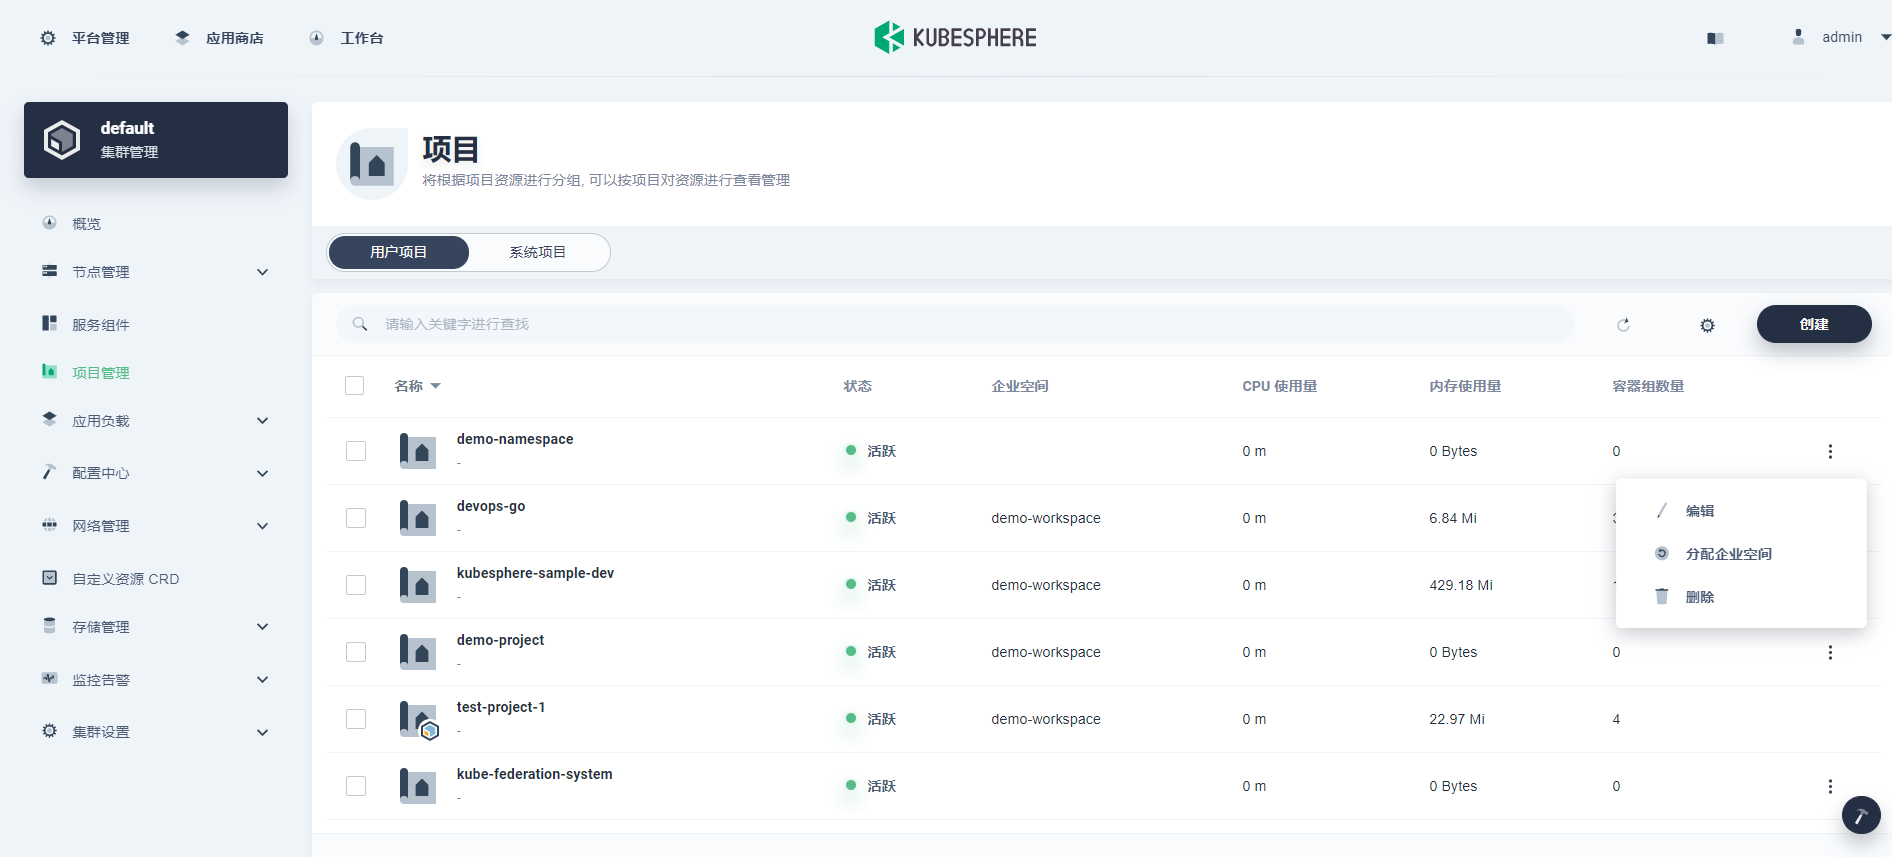 平台管理
应用商店
工作台
KUBESPHERE
admin
default
集群管理
概览
节点管理
服务组件
项目管理
应用负载
配置中心
网络管理
自定义资源 CRD
存储管理
监控告警
集群设置
项目
将根据项目资源进行分组, 可以按项目对资源进行查看管理
用户项目 系统项目
请输入关键字进行查找
创建
名称 状态 企业空间 CPU 使用量 内存使用量 容器组数量
demo-namespace
-
活跃 0 m 0 Bytes 0
devops-go
-
活跃 demo-workspace 0 m 6.84 Mi
kubesphere-sample-dev
-
活跃 demo-workspace 0 m 429.18 Mi
demo-project
-
活跃 demo-workspace 0 m 0 Bytes 0
test-project-1
-
活跃 demo-workspace 0 m 22.97 Mi 4
kube-federation-system
-
活跃 0 m 0 Bytes 0
编辑
分配企业空间
删除